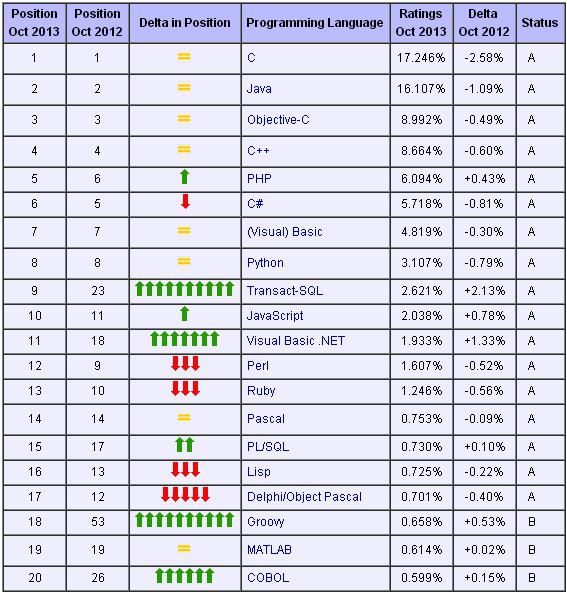 Position Oct 2013 Position Oct 2012 Delta in Position Programming Language Ratings Oct 2013 Delta Oct 2012 Status
1 1 = C 17.246% -2.58% A
2 2 = Java 16.107% -1.09% A
3 3 = Objective-C 8.992% -0.49% A
4 4 = C++ 8.664% -0.60% A
5 6 ↑ PHP 6.094% +0.43% A
6 5 ↓ C# 5.718% -0.81% A
7 7 = (Visual) Basic 4.819% -0.30% A
8 8 = Python 3.107% -0.79% A
9 23 ↑↑↑↑↑↑↑↑↑↑ Transact-SQL 2.621% +2.13% A
10 11 ↑ JavaScript 2.038% +0.78% A
11 18 ↑↑↑↑↑↑↑ Visual Basic .NET 1.933% +1.33% A
12 9 ↓↓↓ Perl 1.607% -0.52% A
13 10 ↓↓↓ Ruby 1.246% -0.56% A
14 14 = Pascal 0.753% -0.09% A
15 17 ↑↑ PL/SQL 0.730% +0.10% A
16 13 ↓↓↓ Lisp 0.725% -0.22% A
17 12 ↓↓↓↓↓ Delphi/Object Pascal 0.701% -0.40% A
18 53 ↑↑↑↑↑↑↑↑↑↑ Groovy 0.658% +0.53% B
19 19 = MATLAB 0.614% +0.02% B
20 26 ↑↑↑↑↑↑ COBOL 0.599% +0.15% B